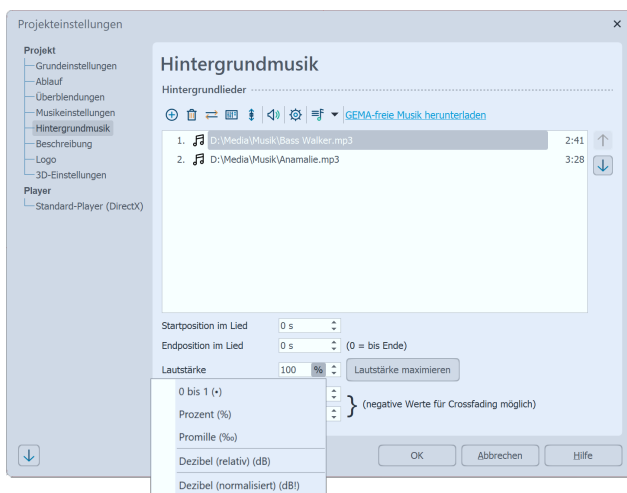 Projekteinstellungen
Projekt
Grundeinstellungen
Ablauf
Überblendungen
Musikeinstellungen
Hintergrundmusik
Beschreibung
Logo
3D-Einstellungen
Player
Standard-Player (DirectX)
Hintergrundmusik
Hintergrundlieder
GEMA-freie Musik herunterladen
1. D:\Media\Musik\Bass Walker.mp3 2:41
2. D:\Media\Musik\Anamalie.mp3 3:28
Startposition im Lied 0 s
Endposition im Lied 0 s (0 = bis Ende)
Lautstärke 100 % Lautstärke maximieren
0 bis 1 (•)
Prozent (%)
(negative Werte für Crossfading möglich)
Promille (‰)
Dezibel (relativ) (dB)
Dezibel (normalisiert) (dB!)
OK Abbrechen Hilfe